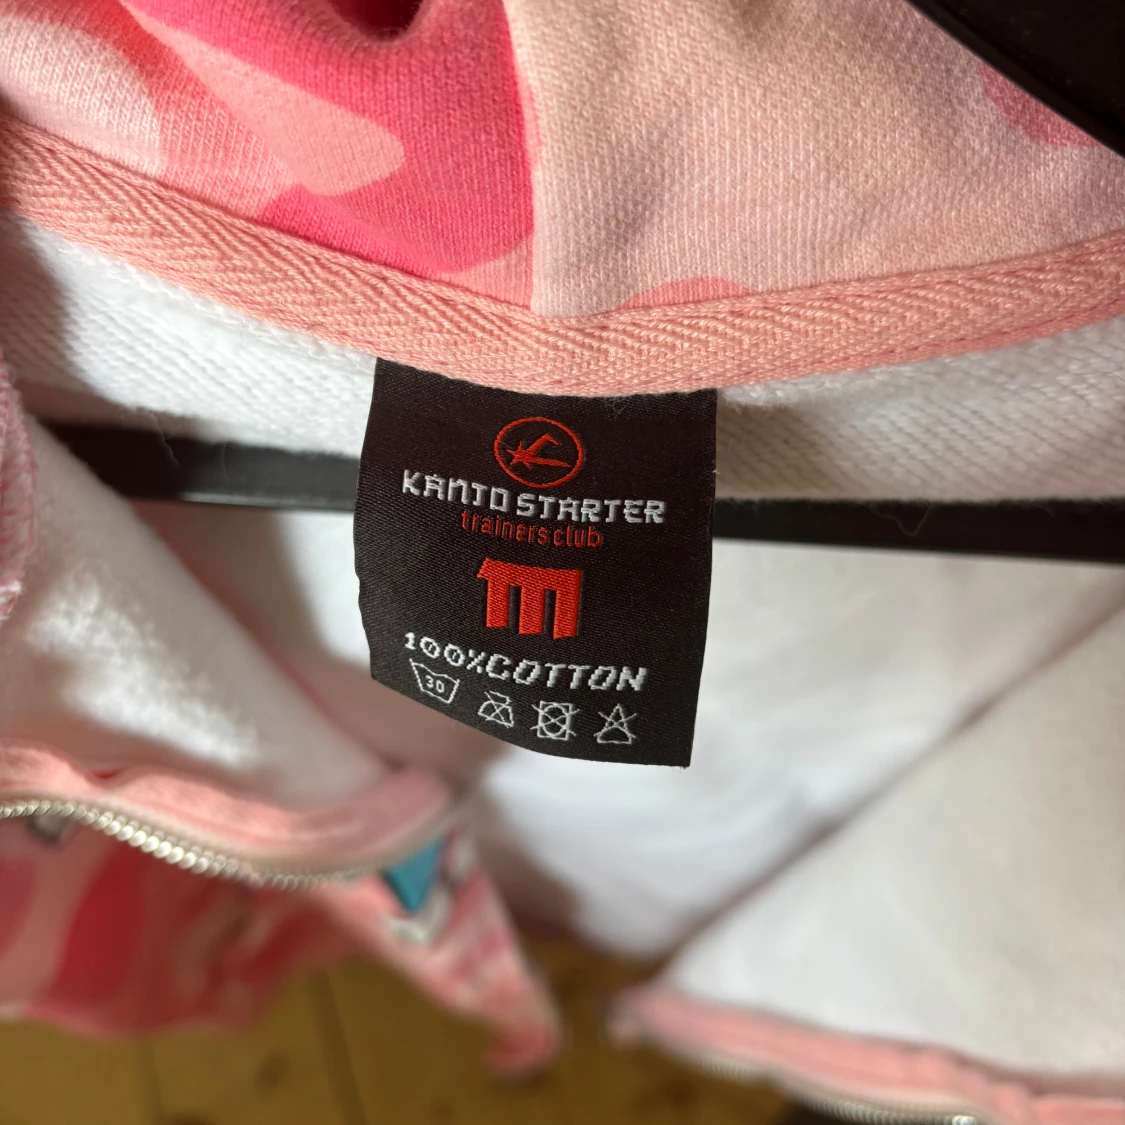 KANTO STARTER
trainers club
m
100% COTTON
30